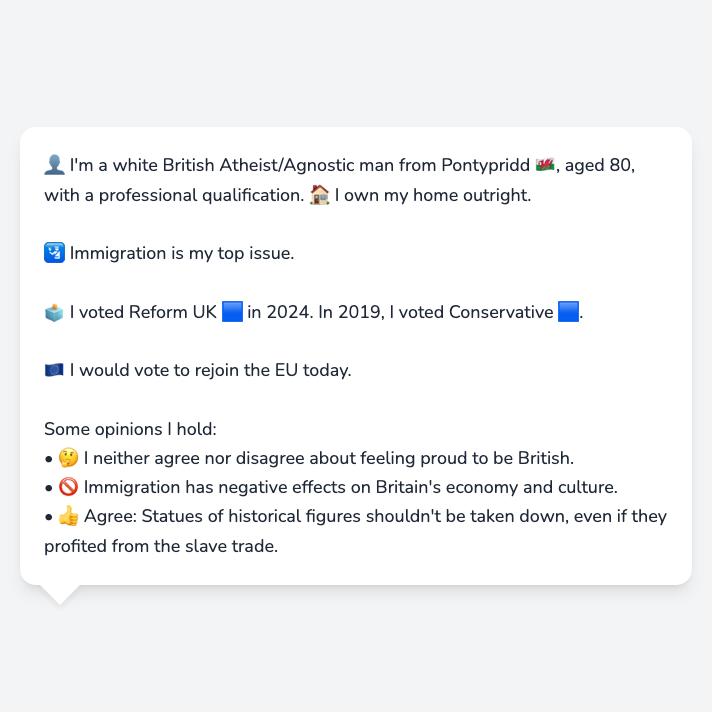 👤 I'm a white British Atheist/Agnostic man from Pontypridd 🏴󠁧󠁢󠁷󠁬󠁳󠁿, aged 80,
with a professional qualification. 🏠 I own my home outright.
🛂 Immigration is my top issue.
🗳️ I voted Reform UK 🟦 in 2024. In 2019, I voted Conservative 🟦.
🇪🇺 I would vote to rejoin the EU today.
Some opinions I hold:
• 🤔 I neither agree nor disagree about feeling proud to be British.
• 🚫 Immigration has negative effects on Britain's economy and culture.
• 👍 Agree: Statues of historical figures shouldn't be taken down, even if they
profited from the slave trade.